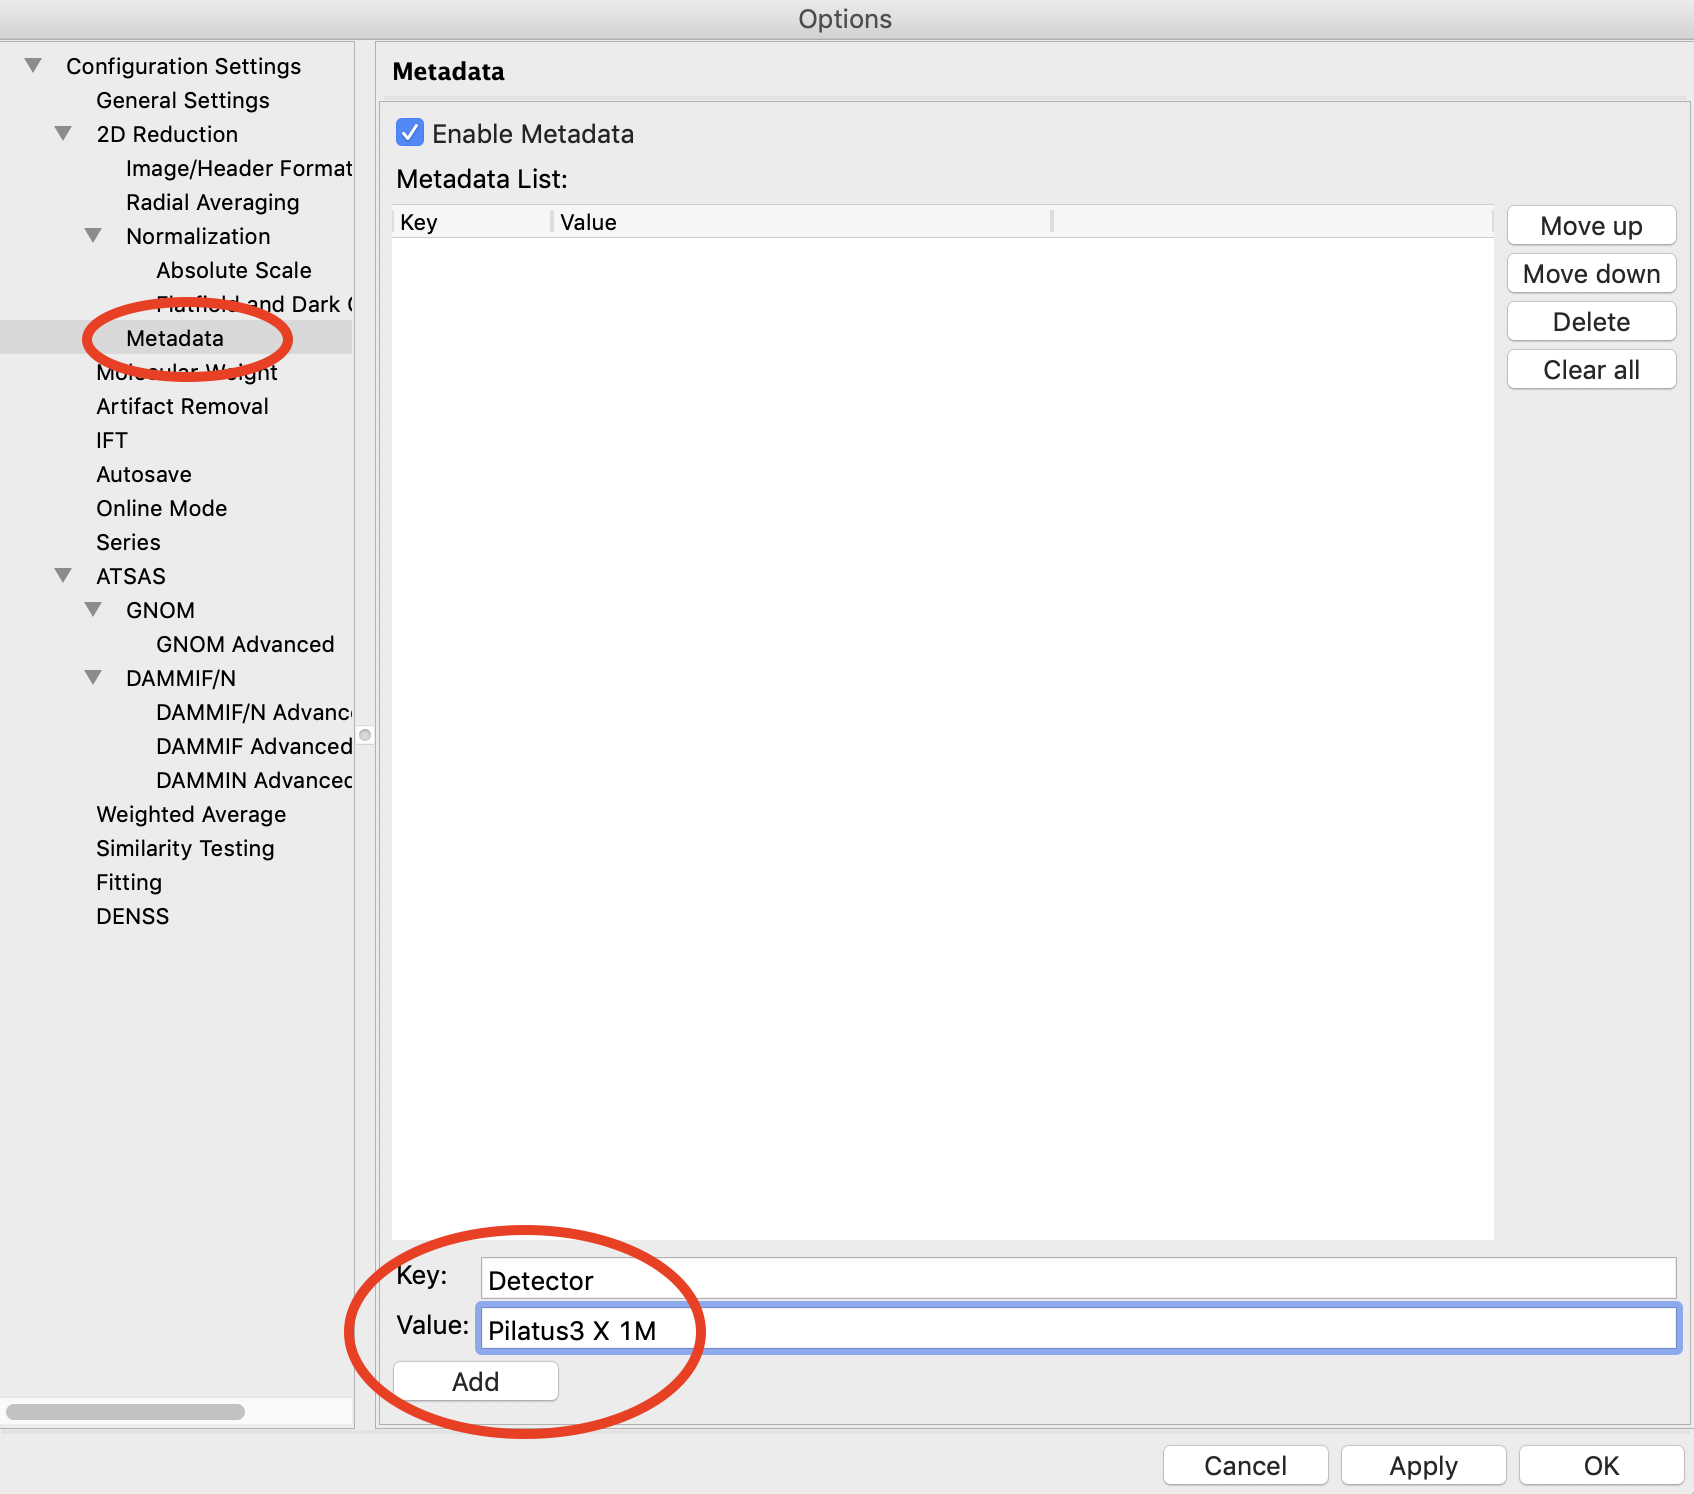 Options
Configuration Settings
General Settings
2D Reduction
Image/Header Format
Radial Averaging
Normalization
Absolute Scale
Flatfield and Dark
Metadata
Molecular Weight
Artifact Removal
IFT
Autosave
Online Mode
Series
ATSAS
GNOM
GNOM Advanced
DAMMIF/N
DAMMIF/N Advanc
DAMMIF Advanced
DAMMIN Advanced
Weighted Average
Similarity Testing
Fitting
DENSS
Metadata
Enable Metadata
Metadata List:
Key Value
Move up
Move down
Delete
Clear all
Key: Detector
Value: Pilatus3 X 1M
Add
Cancel Apply OK